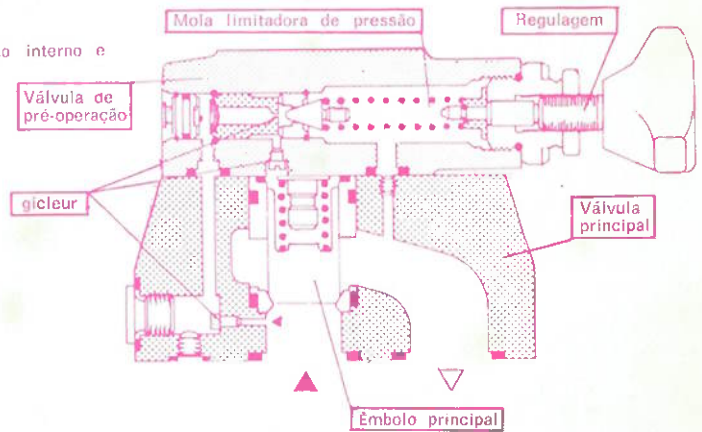 Mola limitadora de pressão
Regulagem
o interno e
Válvula de
pré-operação
gicleur
Válvula
principal
Êmbolo principal